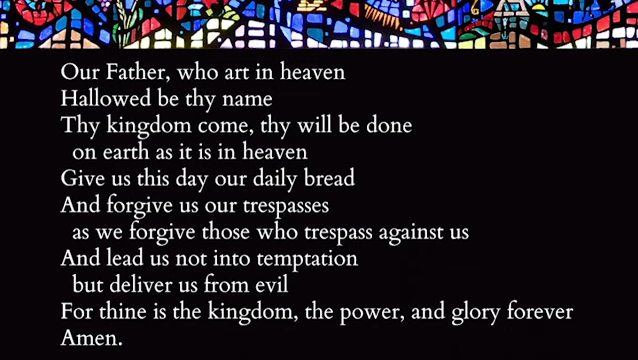 Our Father, who art in heaven
Hallowed be thy name
Thy kingdom come, thy will be done
on earth as it is in heaven
Give us this day our daily bread
And forgive us our trespasses
as we forgive those who trespass against us
And lead us not into temptation
but deliver us from evil
For thine is the kingdom, the power, and glory forever
Amen.